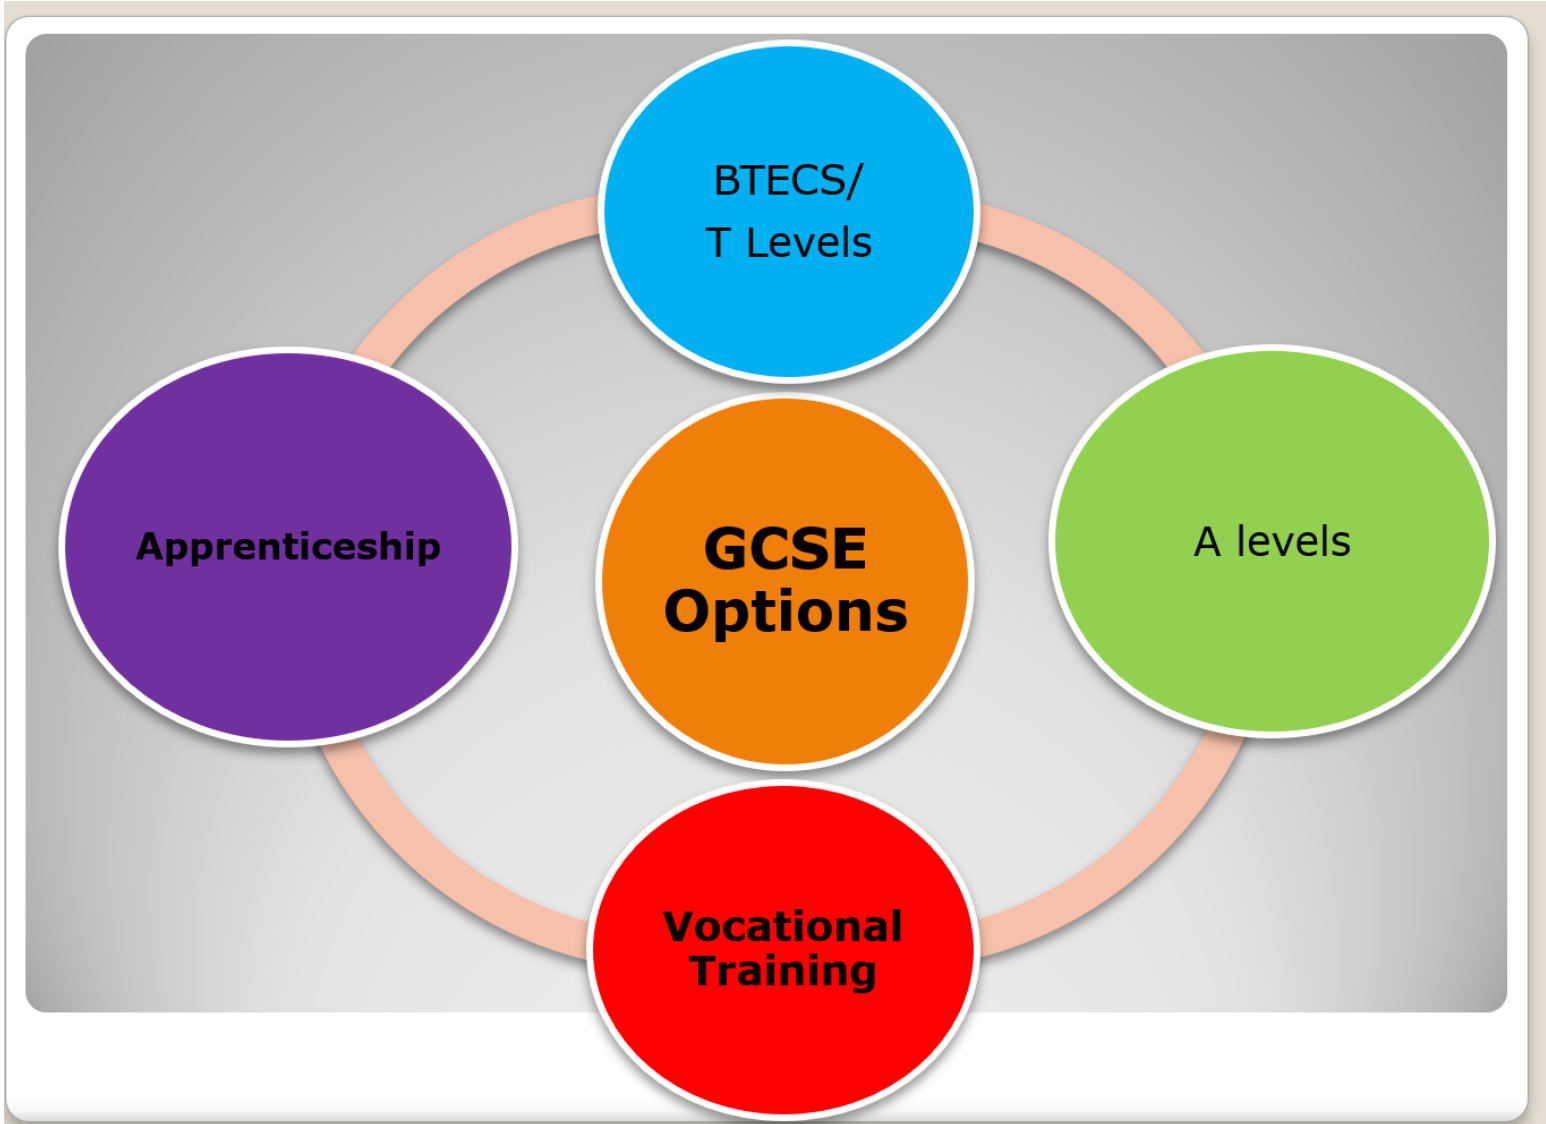 BTECS/
T Levels
Apprenticeship
GCSE
Options
A levels
Vocational
Training